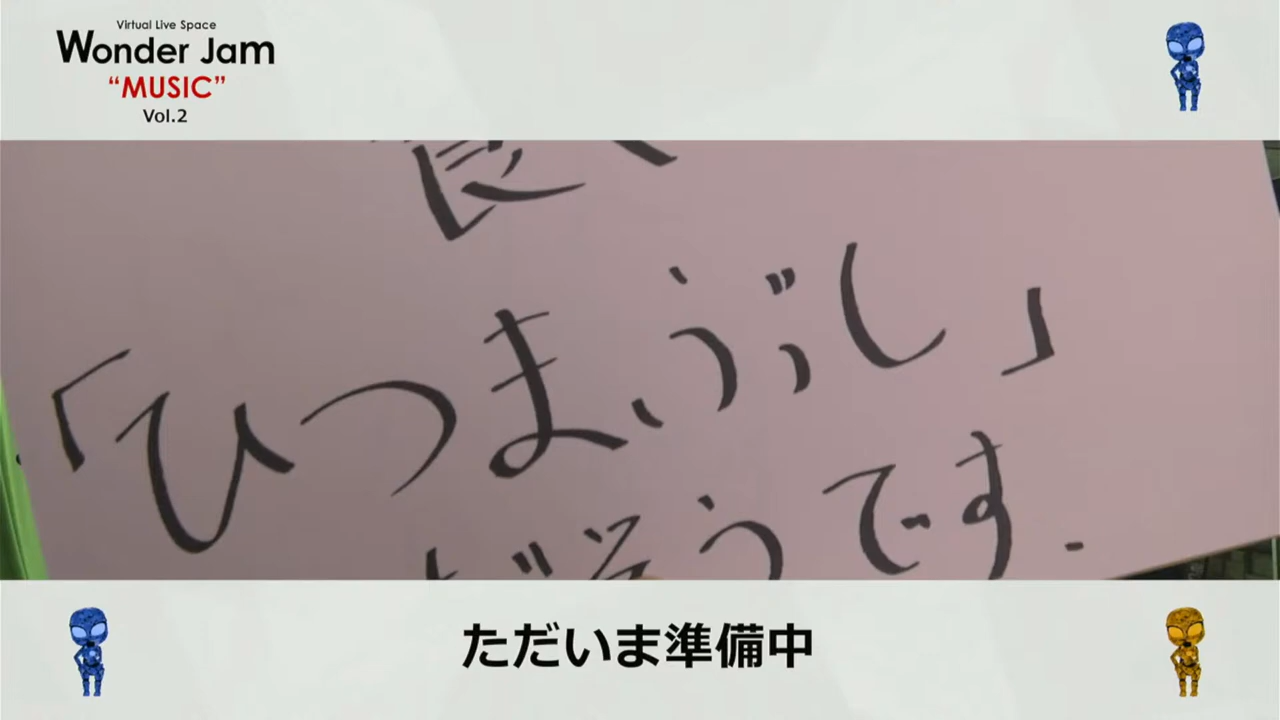 Virtual Live Space
Wonder Jam
“MUSIC”
Vol.2
「ひつまぶし」
だそうです.
ただいま準備中